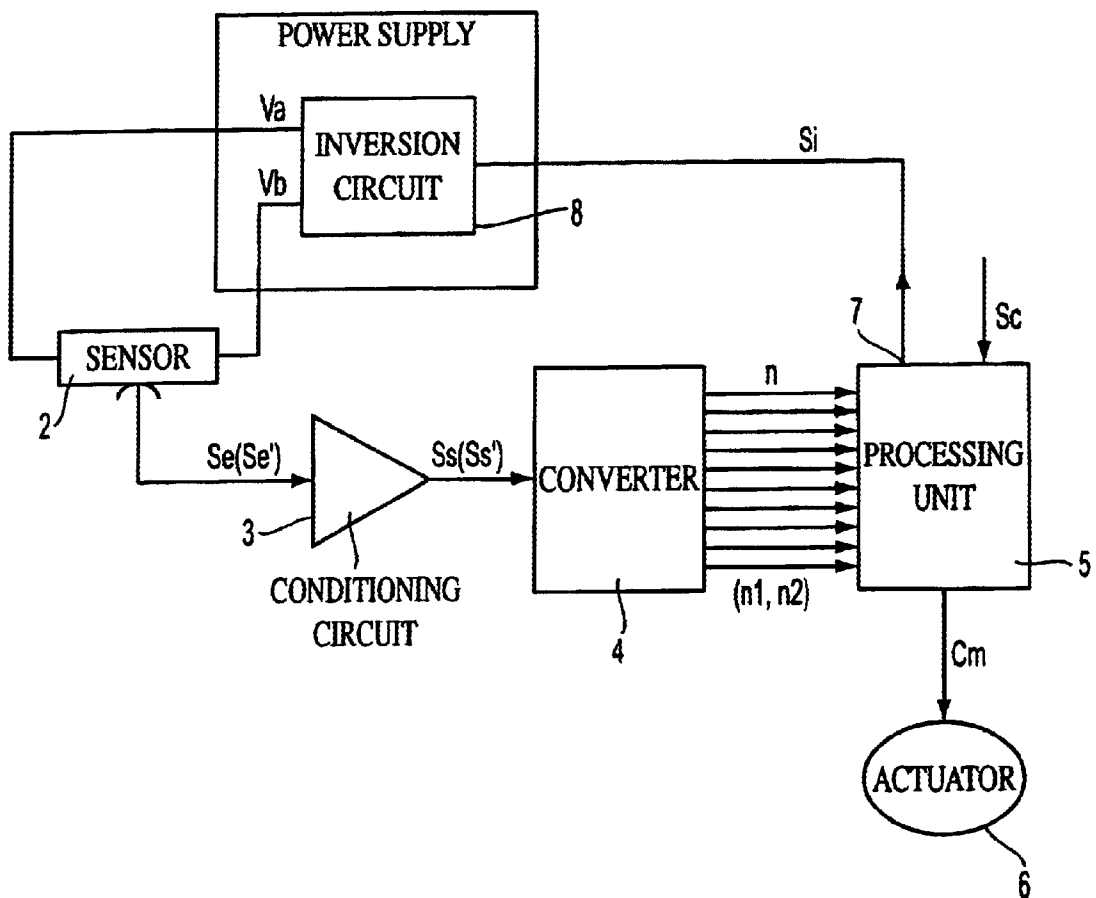 POWER SUPPLY
Va
Vb
INVERSION
CIRCUIT
8
Si
7
Sc
SENSOR
2
Se(Se')
3
Ss(Ss')
CONDITIONING
CIRCUIT
CONVERTER
4
n
(n1, n2)
PROCESSING
UNIT
5
Cm
ACTUATOR
6